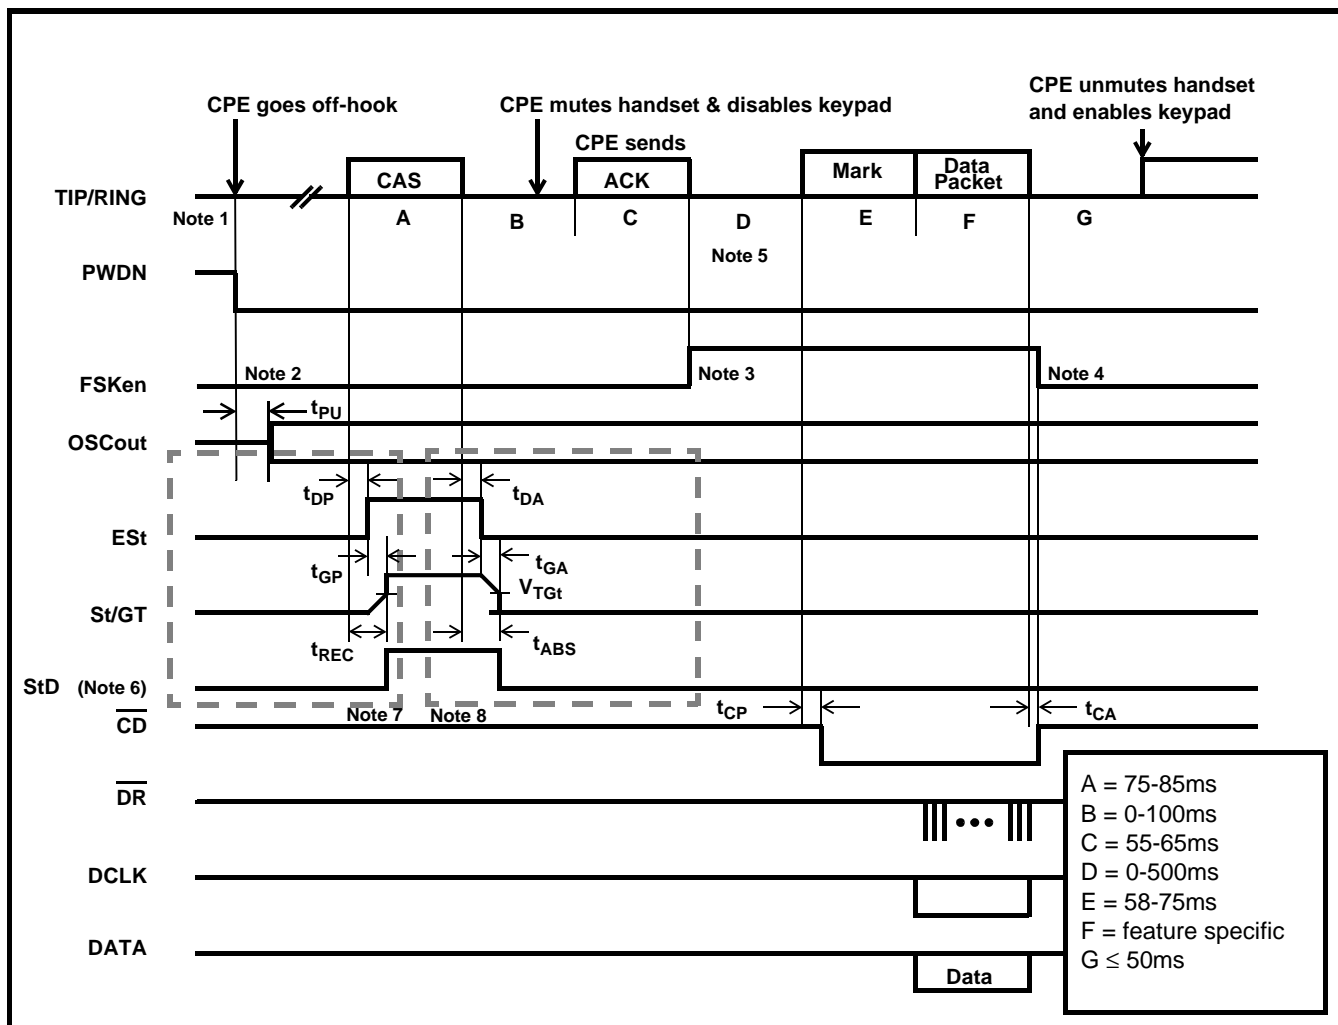 CPE goes off-hook
CPE mutes handset & disables keypad
CPE unmutes handset
and enables keypad
CPE sends
TIP/RING
CAS
ACK
Mark
Data
Packet
Note 1
A
B
C
D
E
F
G
Note 5
PWDN
FSKen
Note 2
Note 3
Note 4
tPU
OSCout
tDP
tDA
ESt
tGP
tGA
VTGt
St/GT
tREC
tABS
StD (Note 6)
Note 7
Note 8
tCP
tCA
CD
DR
DCLK
DATA
Data
A = 75-85ms
B = 0-100ms
C = 55-65ms
D = 0-500ms
E = 58-75ms
F = feature specific
G ≤ 50ms